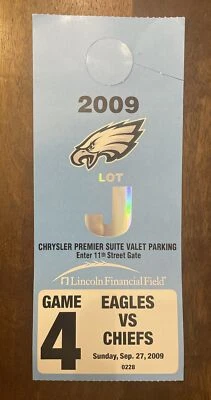 2009
LOT
J
CHRYSLER PREMIER SUITE VALET PARKING
Enter 11th Street Gate
Lincoln Financial Field
GAME
4
EAGLES
VS
CHIEFS
Sunday, Sep. 27, 2009
0228